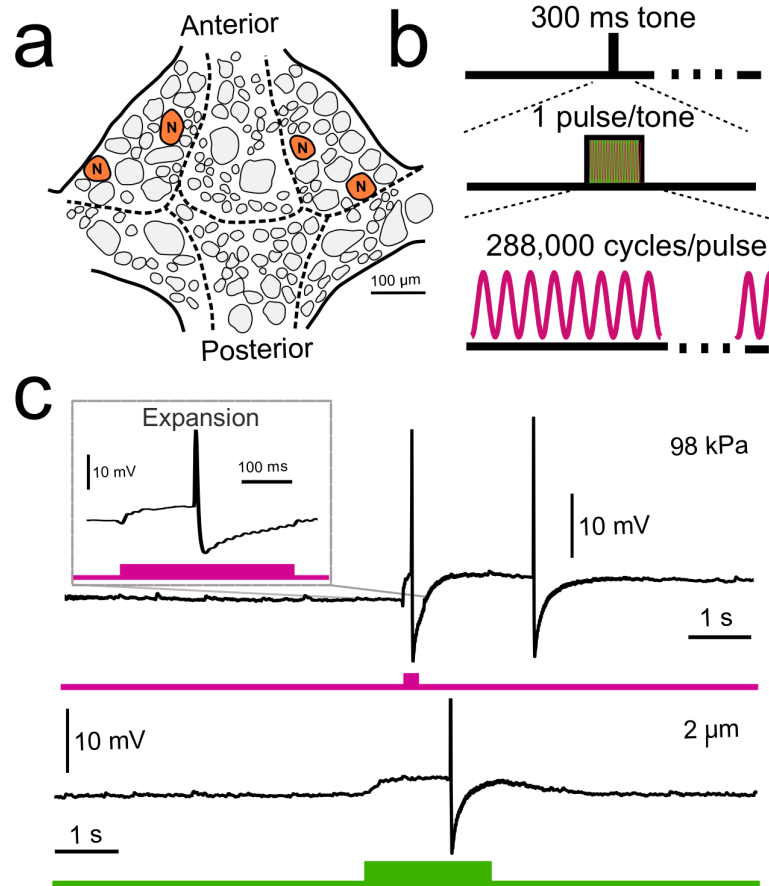 a
Anterior
N
N
N
N
100 µm
Posterior
b
300 ms tone
1 pulse/tone
288,000 cycles/pulse
c
Expansion
10 mV
100 ms
98 kPa
10 mV
1 s
10 mV
2 µm
1 s